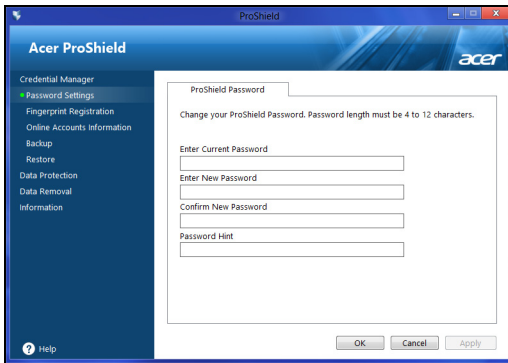 ProShield
Acer ProShield
acer
Credential Manager
Password Settings
Fingerprint Registration
Online Accounts Information
Backup
Restore
Data Protection
Data Removal
Information
ProShield Password
Change your ProShield Password. Password length must be 4 to 12 characters.
Enter Current Password
Enter New Password
Confirm New Password
Password Hint
? Help
OK
Cancel
Apply